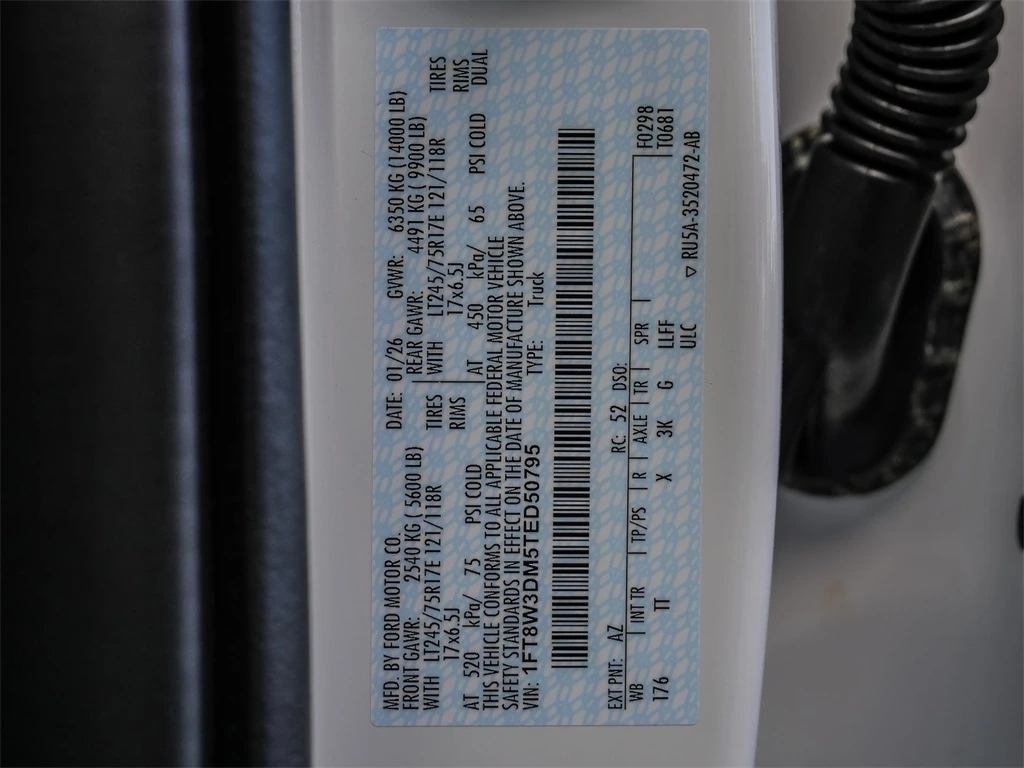 MFD. BY FORD MOTOR CO.
DATE: 01/26 GVWR: 6350 KG (14000 LB)
FRONT GAWR: 2540 KG ( 5600 LB) REAR GAWR: 4491 KG ( 9900 LB)
WITH LT245/75R17E 121/118R TIRES WITH LT245/75R17E 121/118R TIRES
17x6.5J RIMS 17x6.5J RIMS
AT 520 kPa/ 75 PSI COLD AT 450 kPa/ 65 PSI COLD DUAL
THIS VEHICLE CONFORMS TO ALL APPLICABLE FEDERAL MOTOR VEHICLE
SAFETY STANDARDS IN EFFECT ON THE DATE OF MANUFACTURE SHOWN ABOVE.
VIN: 1FT8W3DM5TED50795 TYPE: Truck
EXT PNT: AZ RC: 52 DSO: F0298
WB INT TR TP/PS R AXLE TR SPR T0681
176 TT X 3K G LLFF
ULC ▽ RU5A-3520472-AB